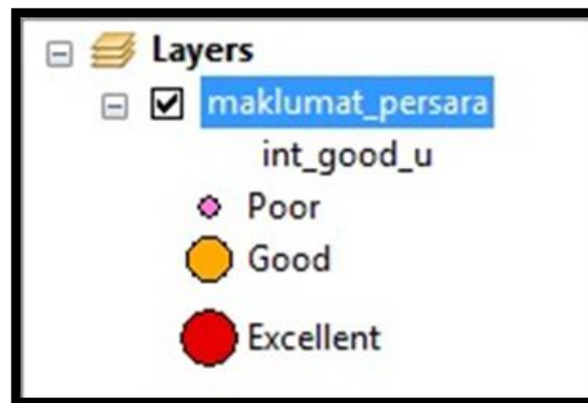 Layers
maklumat_persara
int_good_u
Poor
Good
Excellent